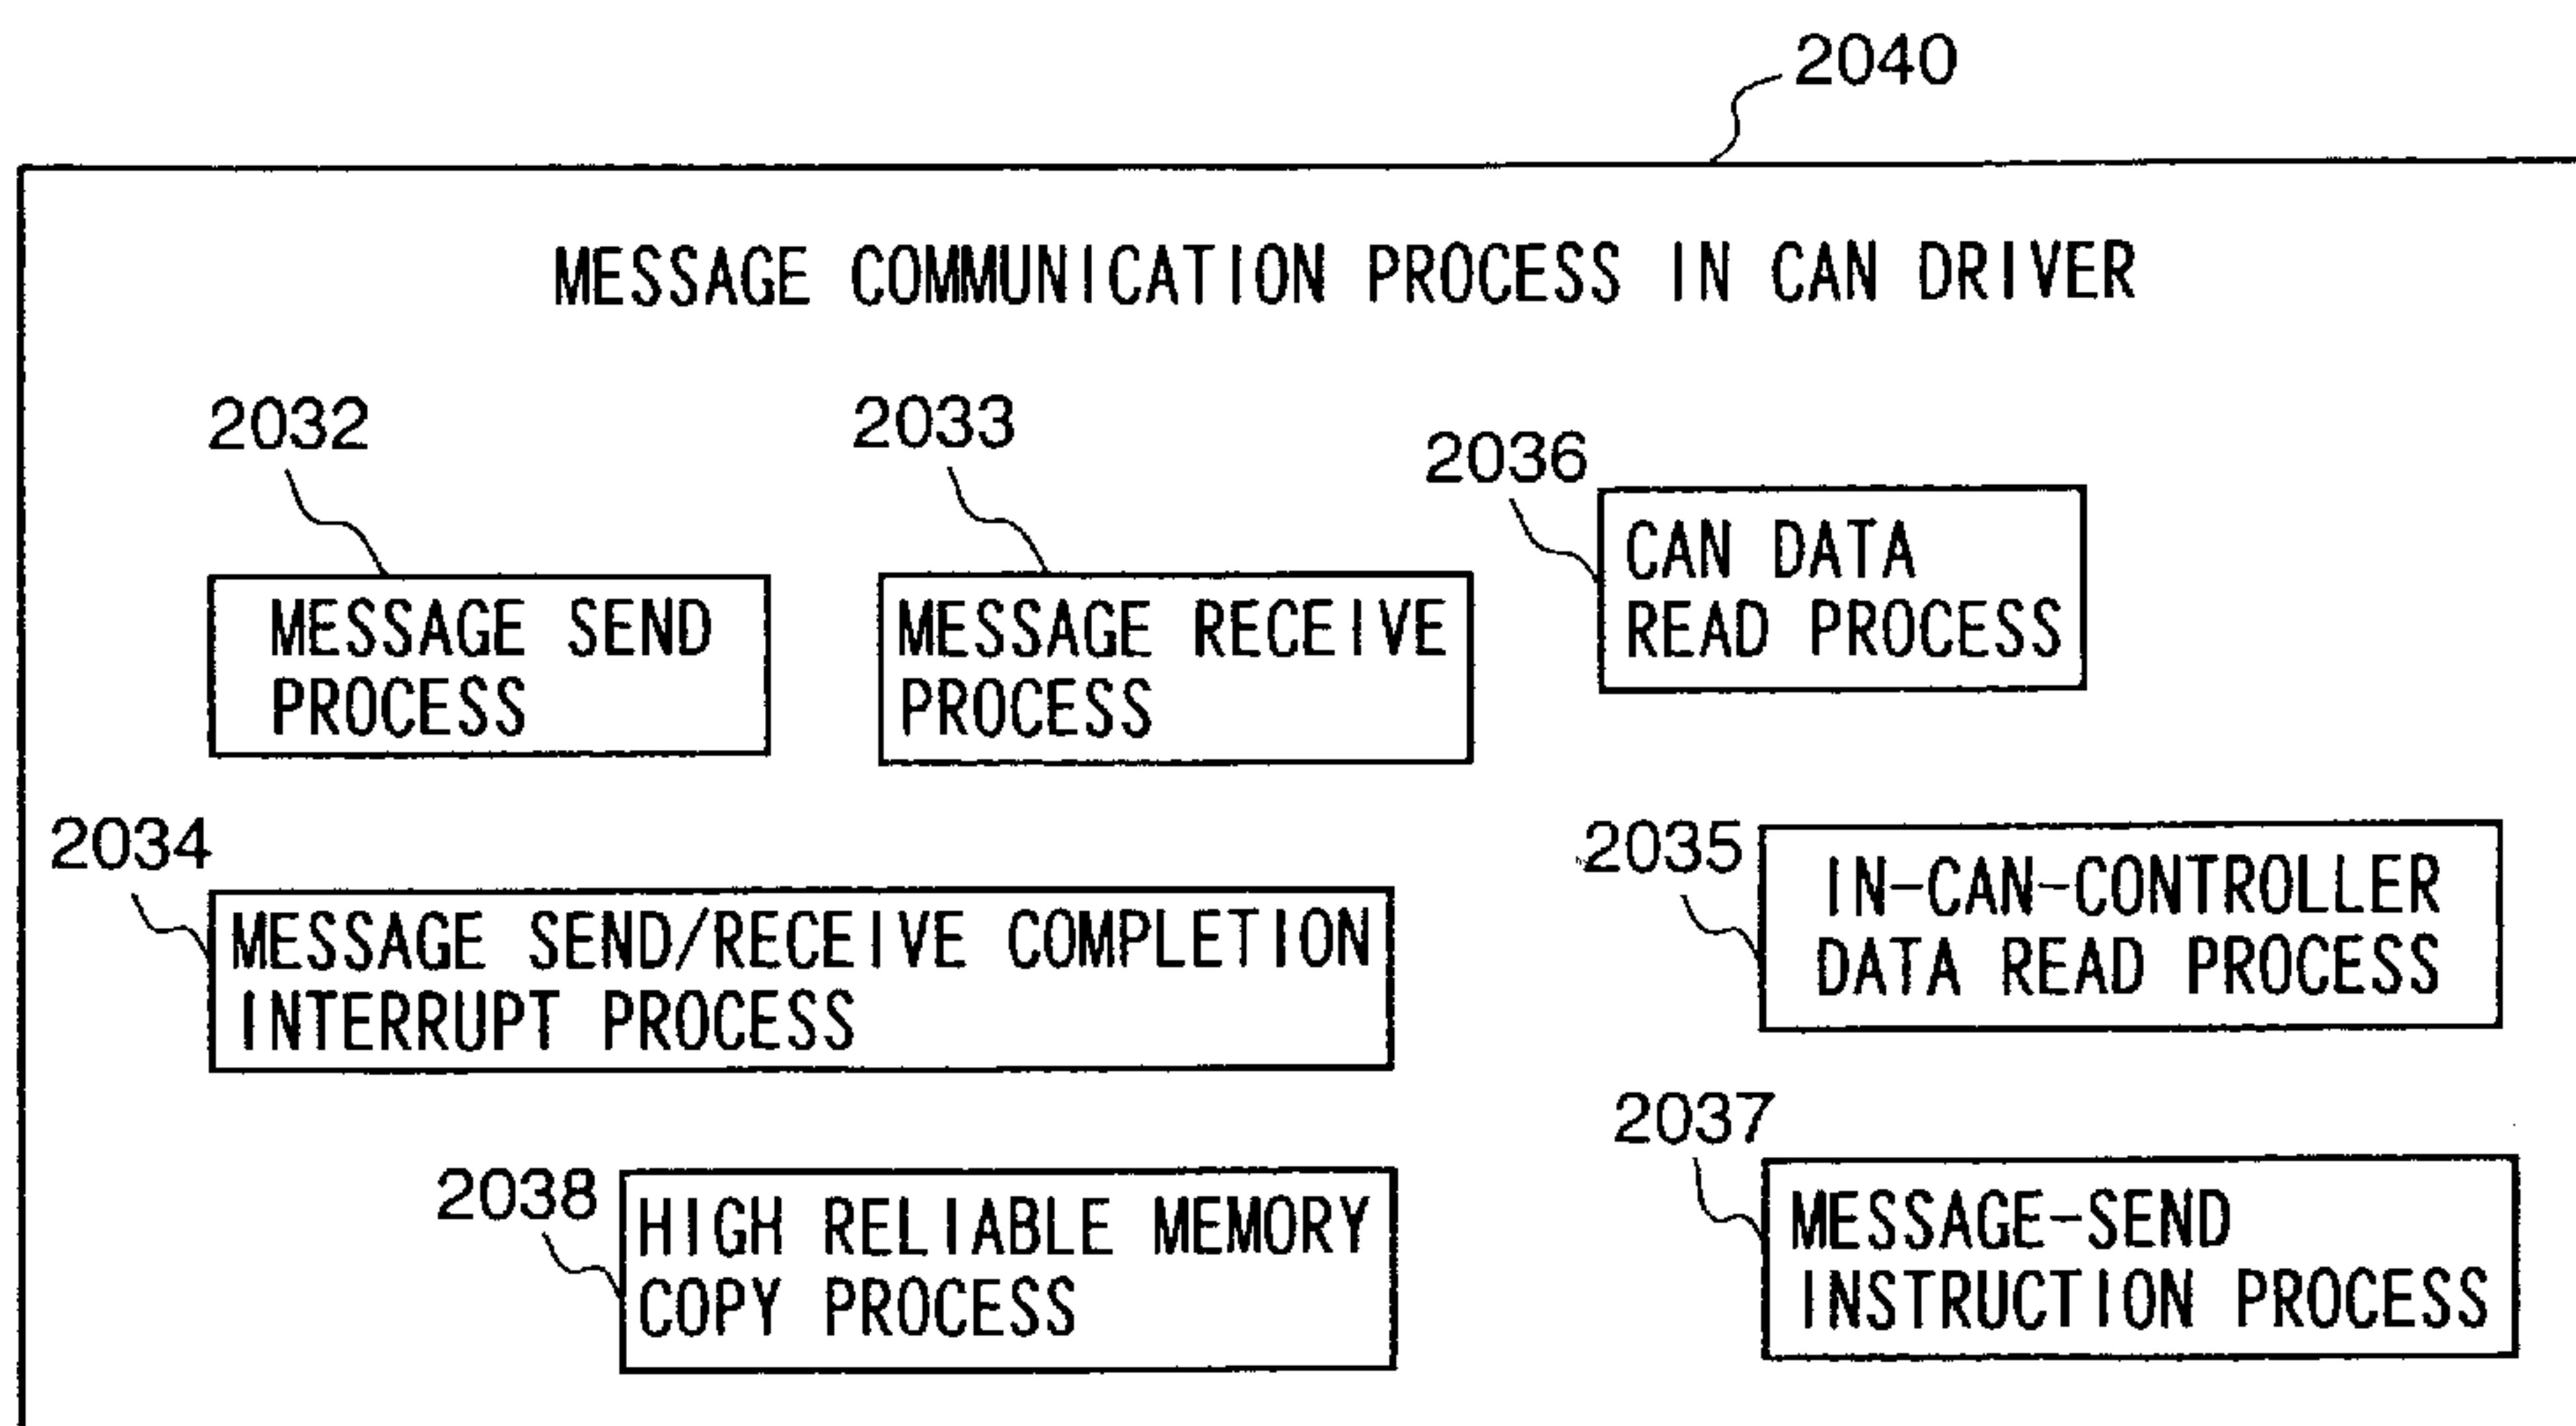 2040
MESSAGE COMMUNICATION PROCESS IN CAN DRIVER
2032
MESSAGE SEND
PROCESS
2033
MESSAGE RECEIVE
PROCESS
2036
CAN DATA
READ PROCESS
2034
MESSAGE SEND/RECEIVE COMPLETION
INTERRUPT PROCESS
2035
IN-CAN-CONTROLLER
DATA READ PROCESS
2038
HIGH RELIABLE MEMORY
COPY PROCESS
2037
MESSAGE-SEND
INSTRUCTION PROCESS